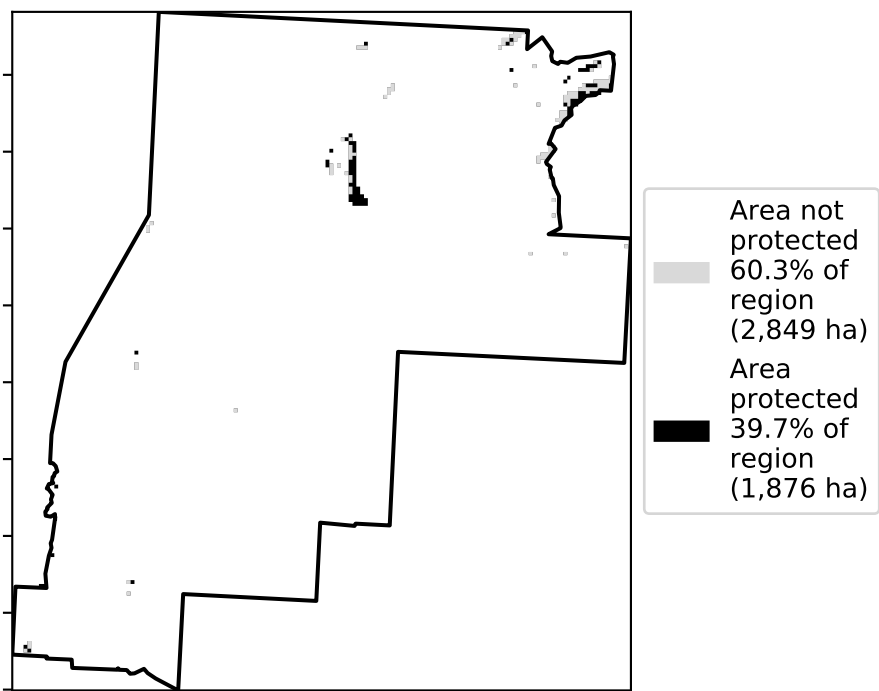 Area not
protected
60.3% of
region
(2,849 ha)
Area
protected
39.7% of
region
(1,876 ha)